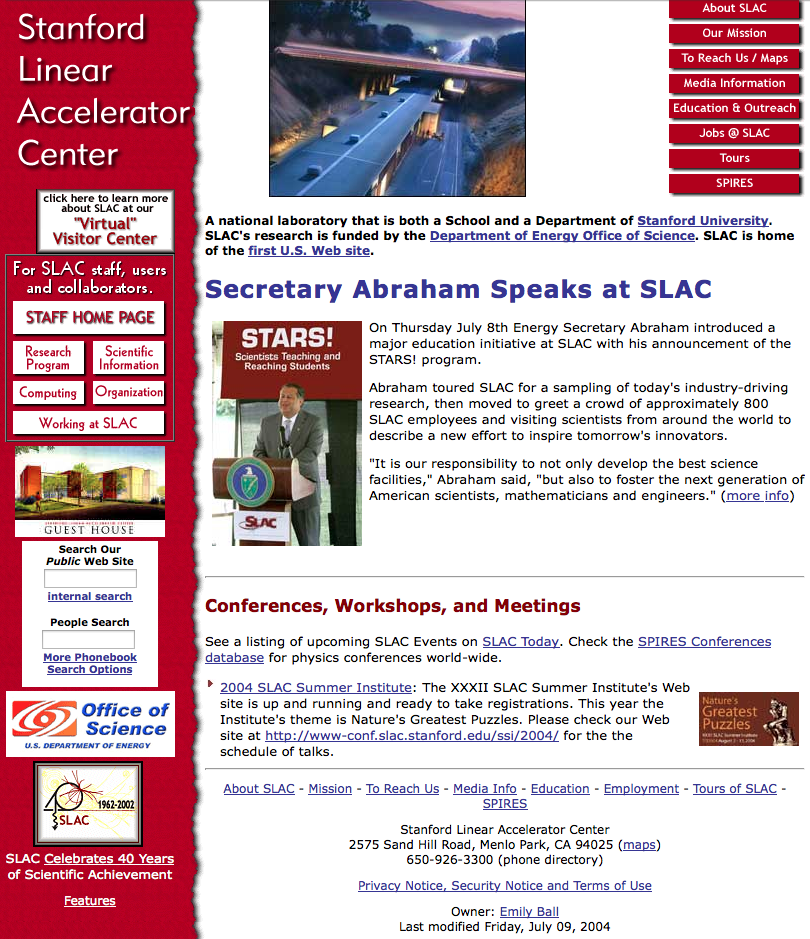 Stanford
Linear
Accelerator
Center
click here to learn more
about SLAC at our
"Virtual"
Visitor Center
For SLAC staff, users
and collaborators.
STAFF HOME PAGE
Research
Program
Scientific
Information
Computing
Organization
Working at SLAC
STANFORD LINEAR ACCELERATOR CENTER
GUEST HOUSE
Search Our
Public Web Site
internal search
People Search
More Phonebook
Search Options
Office of
Science
U.S. DEPARTMENT OF ENERGY
1962-2002
SLAC
SLAC Celebrates 40 Years
of Scientific Achievement
Features
About SLAC
Our Mission
To Reach Us / Maps
Media Information
Education & Outreach
Jobs @ SLAC
Tours
SPIRES
A national laboratory that is both a School and a Department of Stanford University.
SLAC's research is funded by the Department of Energy Office of Science. SLAC is home
of the first U.S. Web site.
Secretary Abraham Speaks at SLAC
STARS!
Scientists Teaching and
Reaching Students
SLAC
On Thursday July 8th Energy Secretary Abraham introduced a
major education initiative at SLAC with his announcement of the
STARS! program.
Abraham toured SLAC for a sampling of today's industry-driving
research, then moved to greet a crowd of approximately 800
SLAC employees and visiting scientists from around the world to
describe a new effort to inspire tomorrow's innovators.
"It is our responsibility to not only develop the best science
facilities," Abraham said, "but also to foster the next generation of
American scientists, mathematicians and engineers." (more info)
Conferences, Workshops, and Meetings
See a listing of upcoming SLAC Events on SLAC Today. Check the SPIRES Conferences
database for physics conferences world-wide.
2004 SLAC Summer Institute: The XXXII SLAC Summer Institute's Web
site is up and running and ready to take registrations. This year the
Institute's theme is Nature's Greatest Puzzles. Please check our Web
site at http://www-conf.slac.stanford.edu/ssi/2004/ for the the
schedule of talks.
Nature's
Greatest
Puzzles
About SLAC - Mission - To Reach Us - Media Info - Education - Employment - Tours of SLAC -
SPIRES
Stanford Linear Accelerator Center
2575 Sand Hill Road, Menlo Park, CA 94025 (maps)
650-926-3300 (phone directory)
Privacy Notice, Security Notice and Terms of Use
Owner: Emily Ball
Last modified Friday, July 09, 2004